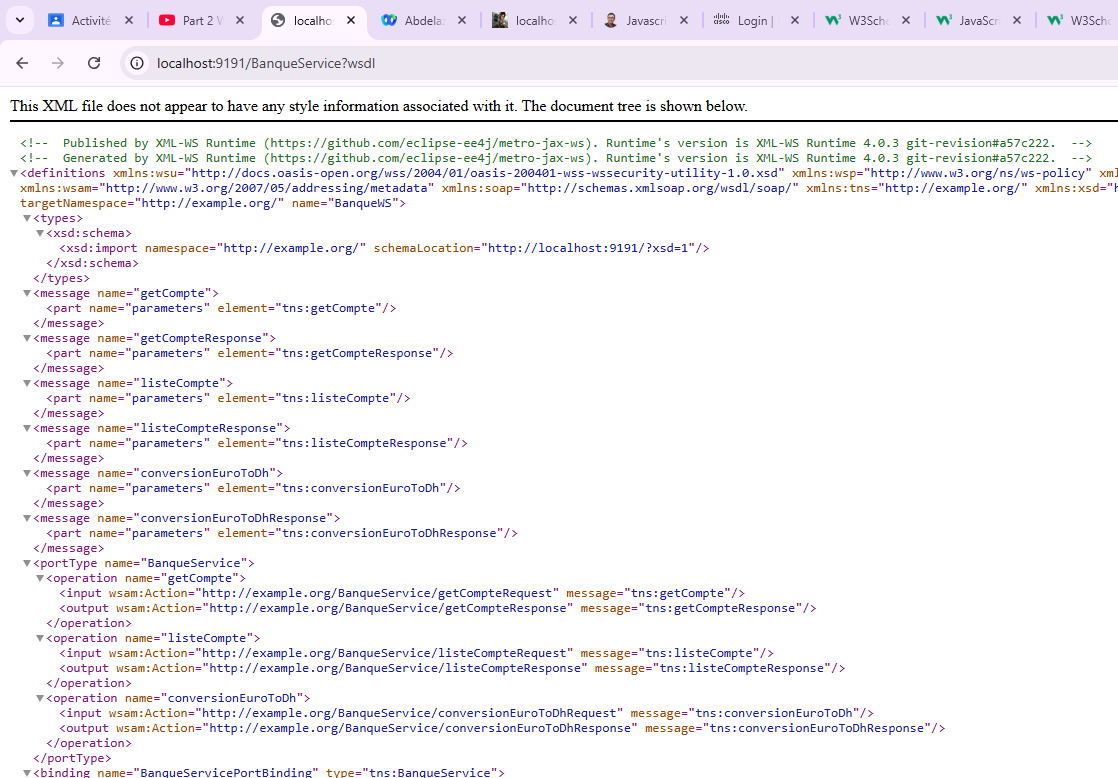 Activité
Part 2 W
localho
Abdela
localho
Javascri
Login |
W3Sch
JavaScri
W3Sch
localhost:9191/BanqueService?wsdl
This XML file does not appear to have any style information associated with it. The document tree is shown below.
<!-- Published by XML-WS Runtime (https://github.com/eclipse-ee4j/metro-jax-ws). Runtime's version is XML-WS Runtime 4.0.3 git-revision#a57c222. -->
<!-- Generated by XML-WS Runtime (https://github.com/eclipse-ee4j/metro-jax-ws). Runtime's version is XML-WS Runtime 4.0.3 git-revision#a57c222. -->
<definitions xmlns:wsu="http://docs.oasis-open.org/wss/2004/01/oasis-200401-wss-wssecurity-utility-1.0.xsd" xmlns:wsp="http://www.w3.org/ns/ws-policy" xml
xmlns:wsam="http://www.w3.org/2007/05/addressing/metadata" xmlns:soap="http://schemas.xmlsoap.org/wsdl/soap/" xmlns:tns="http://example.org/" xmlns:xsd="h
targetNamespace="http://example.org/" name="BanqueWS">
<types>
<xsd:schema>
<xsd:import namespace="http://example.org/" schemaLocation="http://localhost:9191/?xsd=1"/>
</xsd:schema>
</types>
<message name="getCompte">
<part name="parameters" element="tns:getCompte"/>
</message>
<message name="getCompteResponse">
<part name="parameters" element="tns:getCompteResponse"/>
</message>
<message name="listeCompte">
<part name="parameters" element="tns:listeCompte"/>
</message>
<message name="listeCompteResponse">
<part name="parameters" element="tns:listeCompteResponse"/>
</message>
<message name="conversionEuroToDh">
<part name="parameters" element="tns:conversionEuroToDh"/>
</message>
<message name="conversionEuroToDhResponse">
<part name="parameters" element="tns:conversionEuroToDhResponse"/>
</message>
<portType name="BanqueService">
<operation name="getCompte">
<input wsam:Action="http://example.org/BanqueService/getCompteRequest" message="tns:getCompte"/>
<output wsam:Action="http://example.org/BanqueService/getCompteResponse" message="tns:getCompteResponse"/>
</operation>
<operation name="listeCompte">
<input wsam:Action="http://example.org/BanqueService/listeCompteRequest" message="tns:listeCompte"/>
<output wsam:Action="http://example.org/BanqueService/listeCompteResponse" message="tns:listeCompteResponse"/>
</operation>
<operation name="conversionEuroToDh">
<input wsam:Action="http://example.org/BanqueService/conversionEuroToDhRequest" message="tns:conversionEuroToDh"/>
<output wsam:Action="http://example.org/BanqueService/conversionEuroToDhResponse" message="tns:conversionEuroToDhResponse"/>
</operation>
</portType>
<binding name="BanqueServicePortBinding" type="tns:BanqueService">